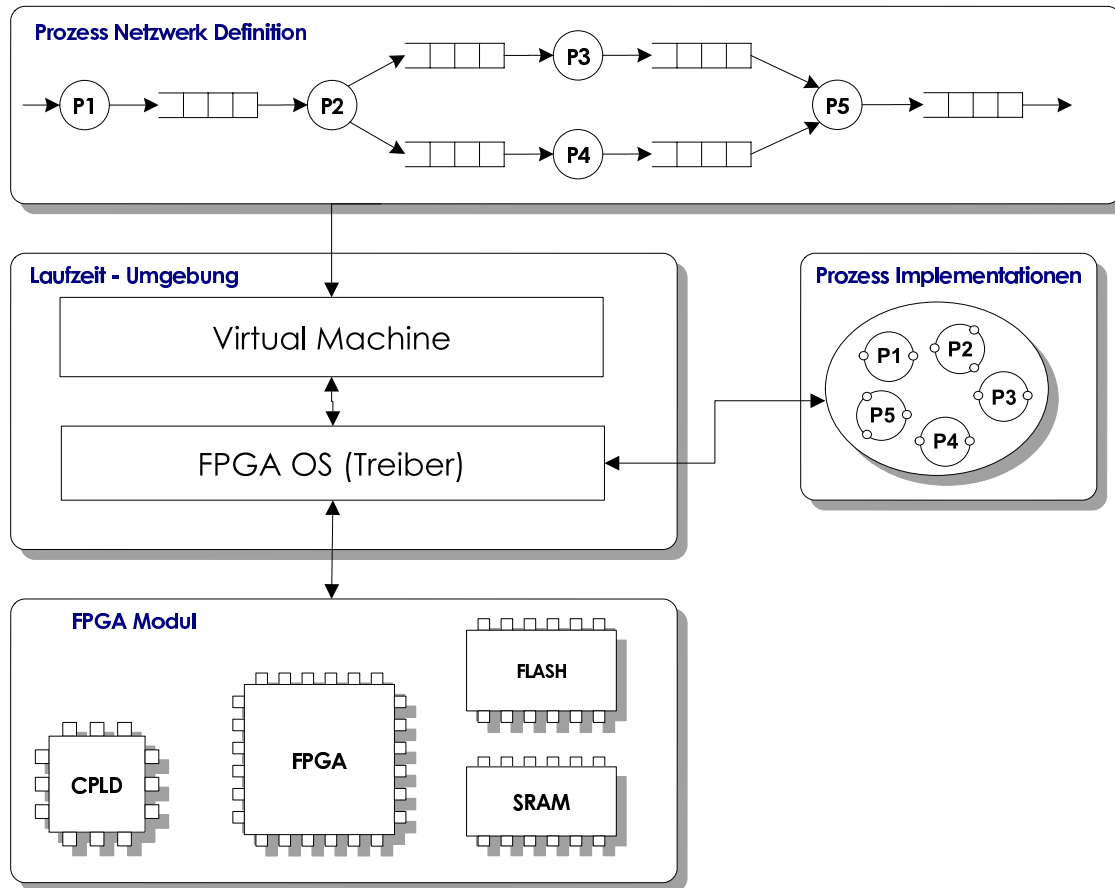 Prozess Netzwerk Definition
P1
P2
P3
P4
P5
Laufzeit - Umgebung
Virtual Machine
FPGA OS (Treiber)
Prozess Implementationen
P1
P2
P3
P5
P4
FPGA Modul
CPLD
FPGA
FLASH
SRAM